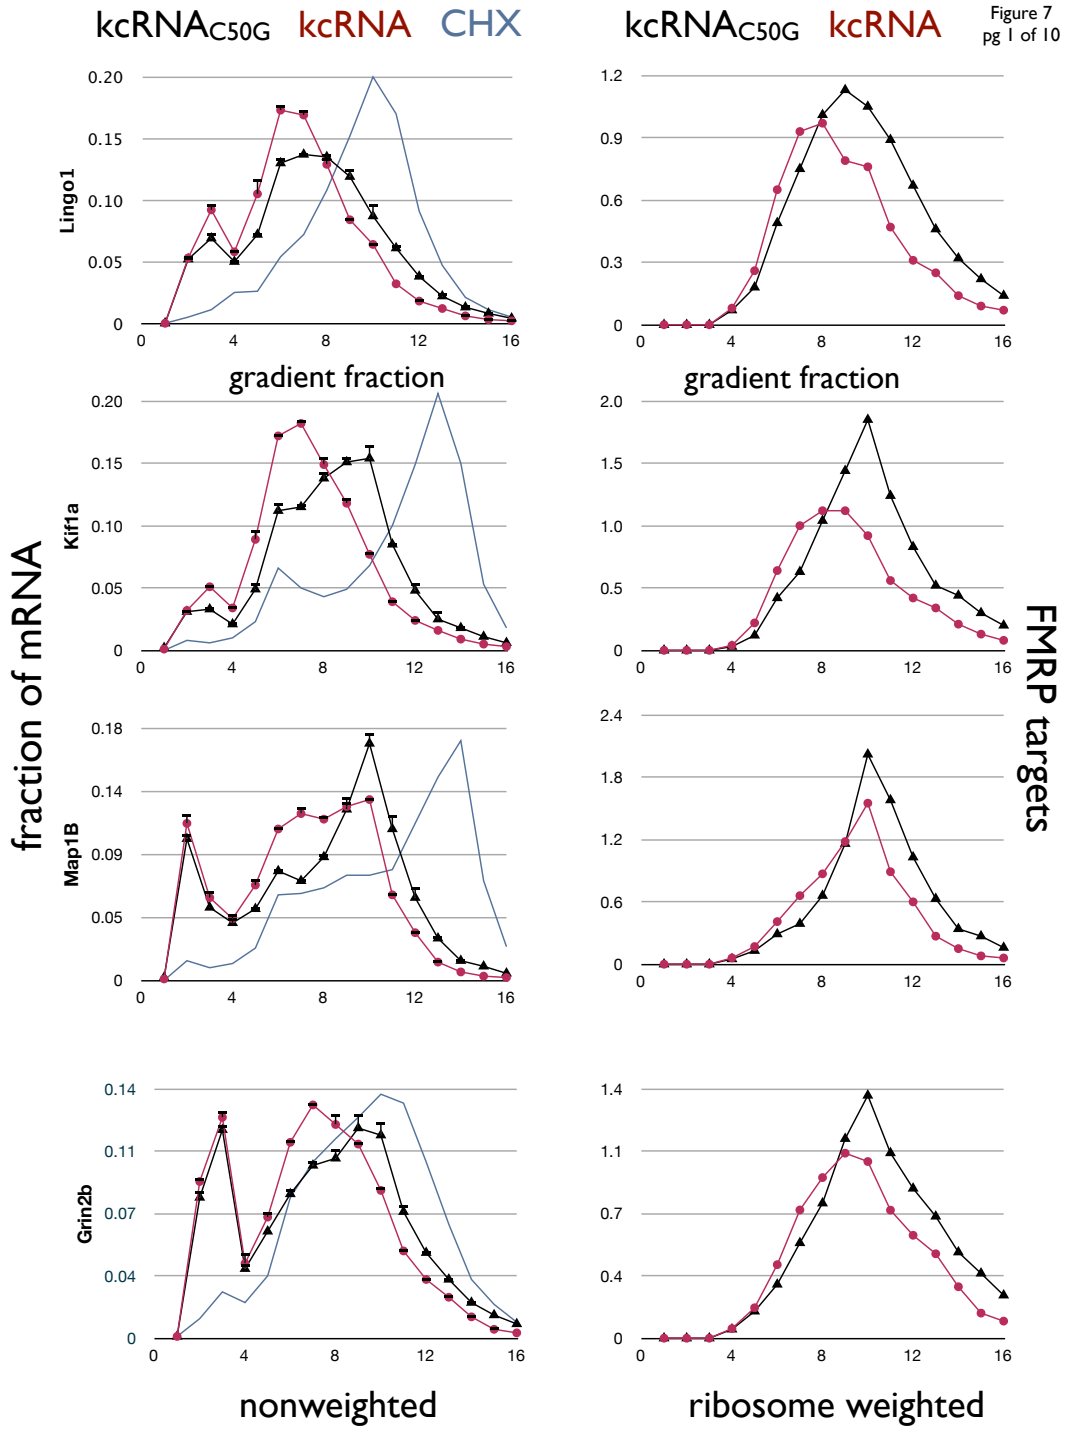 kcRNAC50G kcRNA CHX
kcRNAC50G kcRNA
Figure 7
pg 1 of 10
Lingo1
0.20
0.15
0.10
0.05
0
0 4 8 12 16
gradient fraction
1.2
0.9
0.6
0.3
0
0 4 8 12 16
gradient fraction
fraction of mRNA
Kif1a
0.20
0.15
0.10
0.05
0
0 4 8 12 16
2.0
1.5
1.0
0.5
0
0 4 8 12 16
FMRP targets
Map1B
0.18
0.14
0.09
0.05
0
0 4 8 12 16
2.4
1.8
1.2
0.6
0
0 4 8 12 16
Grin2b
0.14
0.11
0.07
0.04
0
0 4 8 12 16
1.4
1.1
0.7
0.4
0
0 4 8 12 16
nonweighted
ribosome weighted